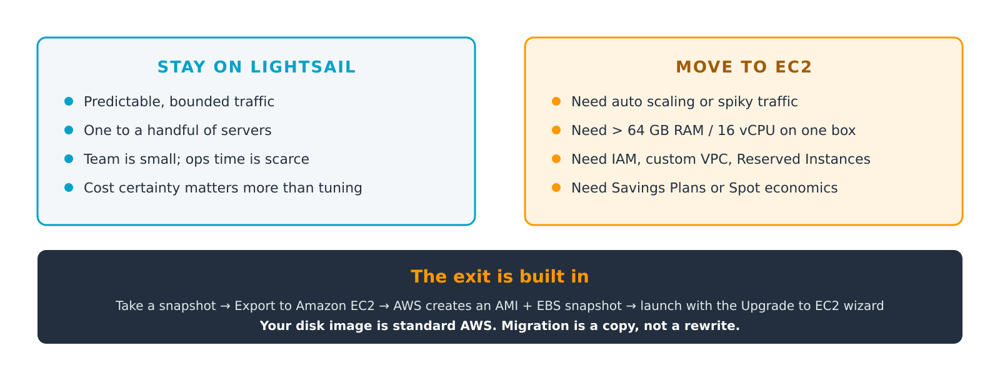 STAY ON LIGHTSAIL
Predictable, bounded traffic
One to a handful of servers
Team is small; ops time is scarce
Cost certainty matters more than tuning
MOVE TO EC2
Need auto scaling or spiky traffic
Need > 64 GB RAM / 16 vCPU on one box
Need IAM, custom VPC, Reserved Instances
Need Savings Plans or Spot economics
The exit is built in
Take a snapshot → Export to Amazon EC2 → AWS creates an AMI + EBS snapshot → launch with the Upgrade to EC2 wizard
Your disk image is standard AWS. Migration is a copy, not a rewrite.